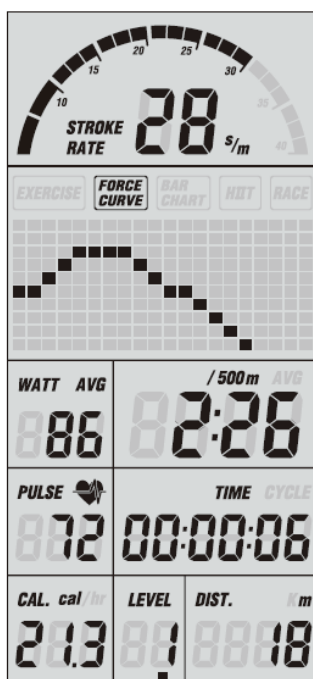 10 15 20 25 30 35 40
STROKE RATE 28 s/m
EXERCISE FORCE CURVE BAR CHART HIIT RACE
WATT AVG /500m AVG
86 2:26
PULSE TIME CYCLE
72 00:00:06
CAL. cal/hr LEVEL DIST. Km
21.3 1 18